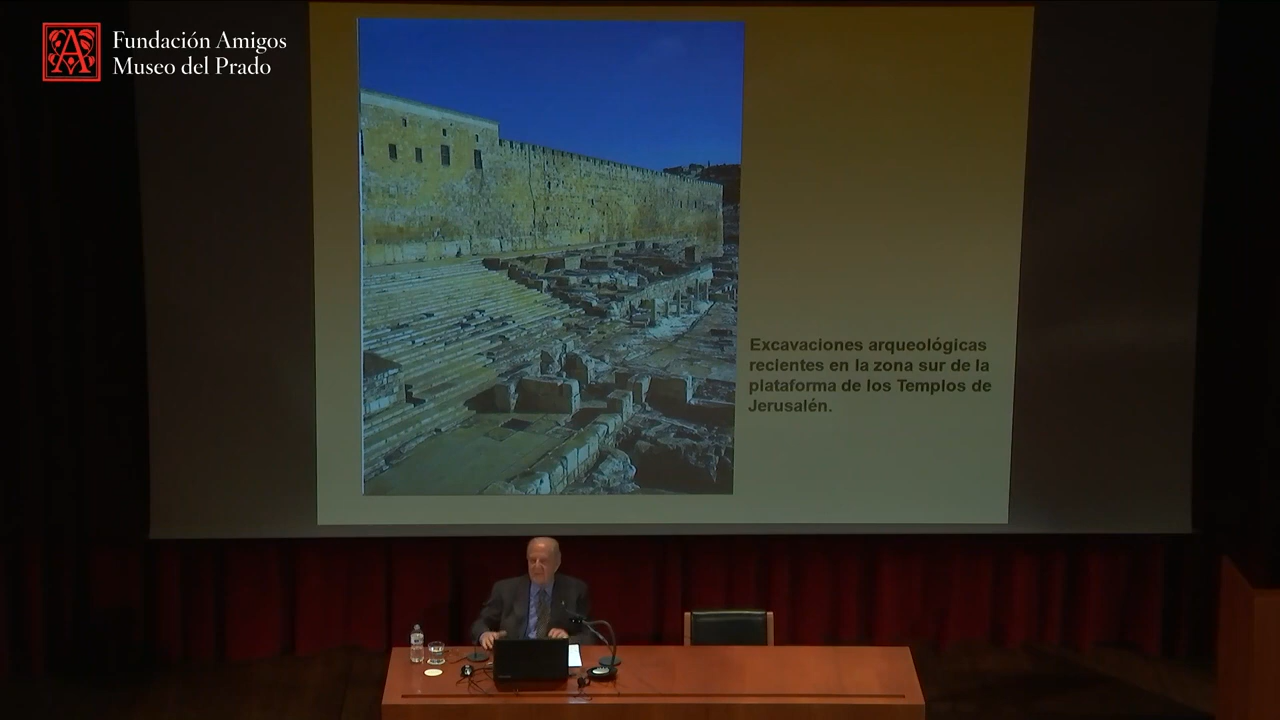 Fundación Amigos
Museo del Prado
Excavaciones arqueológicas
recientes en la zona sur de la
plataforma de los Templos de
Jerusalén.